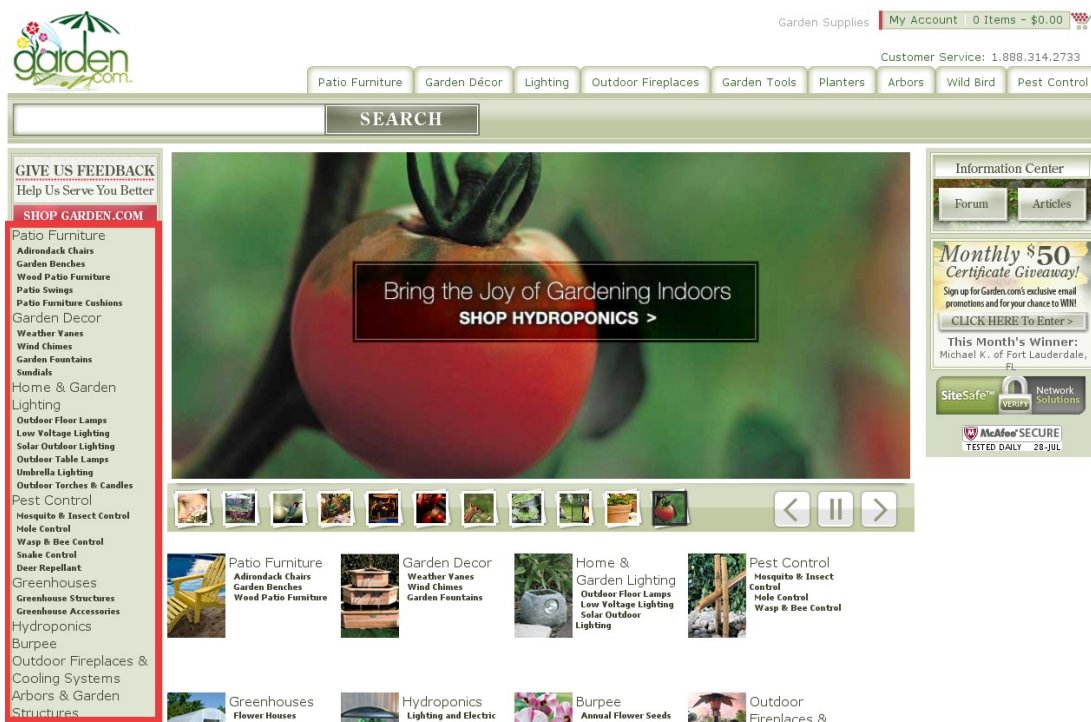 garden
.com
Garden Supplies
My Account
0 Items - $0.00
Customer Service: 1.888.314.2733
Patio Furniture
Garden Décor
Lighting
Outdoor Fireplaces
Garden Tools
Planters
Arbors
Wild Bird
Pest Control
SEARCH
GIVE US FEEDBACK
Help Us Serve You Better
SHOP GARDEN.COM
Patio Furniture
Adirondack Chairs
Garden Benches
Wood Patio Furniture
Patio Swings
Patio Furniture Cushions
Garden Decor
Weather Vanes
Wind Chimes
Garden Fountains
Sundials
Home & Garden
Lighting
Outdoor Floor Lamps
Low Voltage Lighting
Solar Outdoor Lighting
Outdoor Table Lamps
Umbrella Lighting
Outdoor Torches & Candles
Pest Control
Mosquito & Insect Control
Mole Control
Wasp & Bee Control
Snake Control
Deer Repellant
Greenhouses
Greenhouse Structures
Greenhouse Accessories
Hydroponics
Burpee
Outdoor Fireplaces &
Cooling Systems
Arbors & Garden
Structures
Bring the Joy of Gardening Indoors
SHOP HYDROPONICS >
Information Center
Forum
Articles
Monthly $50
Certificate Giveaway!
Sign up for Garden.com's exclusive email
promotions and for your chance to WIN!
CLICK HERE To Enter >
This Month's Winner:
Michael K. of Fort Lauderdale,
FL
SiteSafe™
VERIFY
Network
Solutions
McAfee SECURE
TESTED DAILY 28-JUL
Patio Furniture
Adirondack Chairs
Garden Benches
Wood Patio Furniture
Garden Decor
Weather Vanes
Wind Chimes
Garden Fountains
Home &
Garden Lighting
Outdoor Floor Lamps
Low Voltage Lighting
Solar Outdoor
Lighting
Pest Control
Mosquito & Insect
Control
Mole Control
Wasp & Bee Control
Greenhouses
Flower Houses
Hydroponics
Lighting and Electric
Burpee
Annual Flower Seeds
Outdoor
Fireplaces &